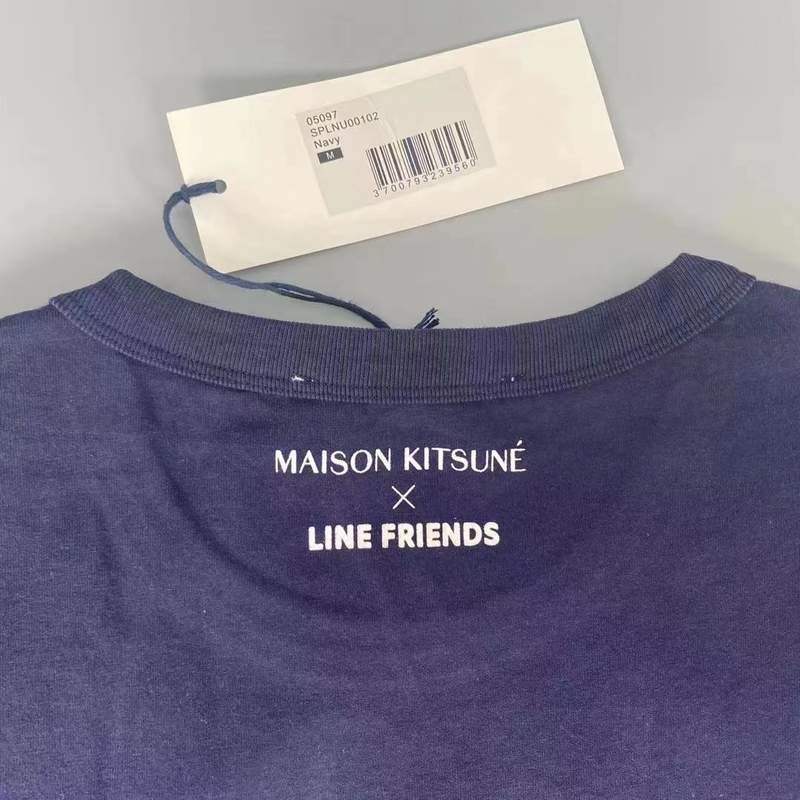 05097
SPLNU00102
Navy
M
3700793239560
MAISON KITSUNÉ
×
LINE FRIENDS